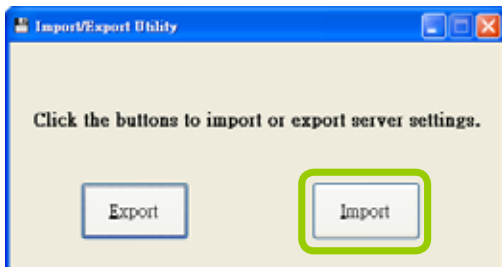 Import/Export Utility
Click the buttons to import or export server settings.
Export
Import